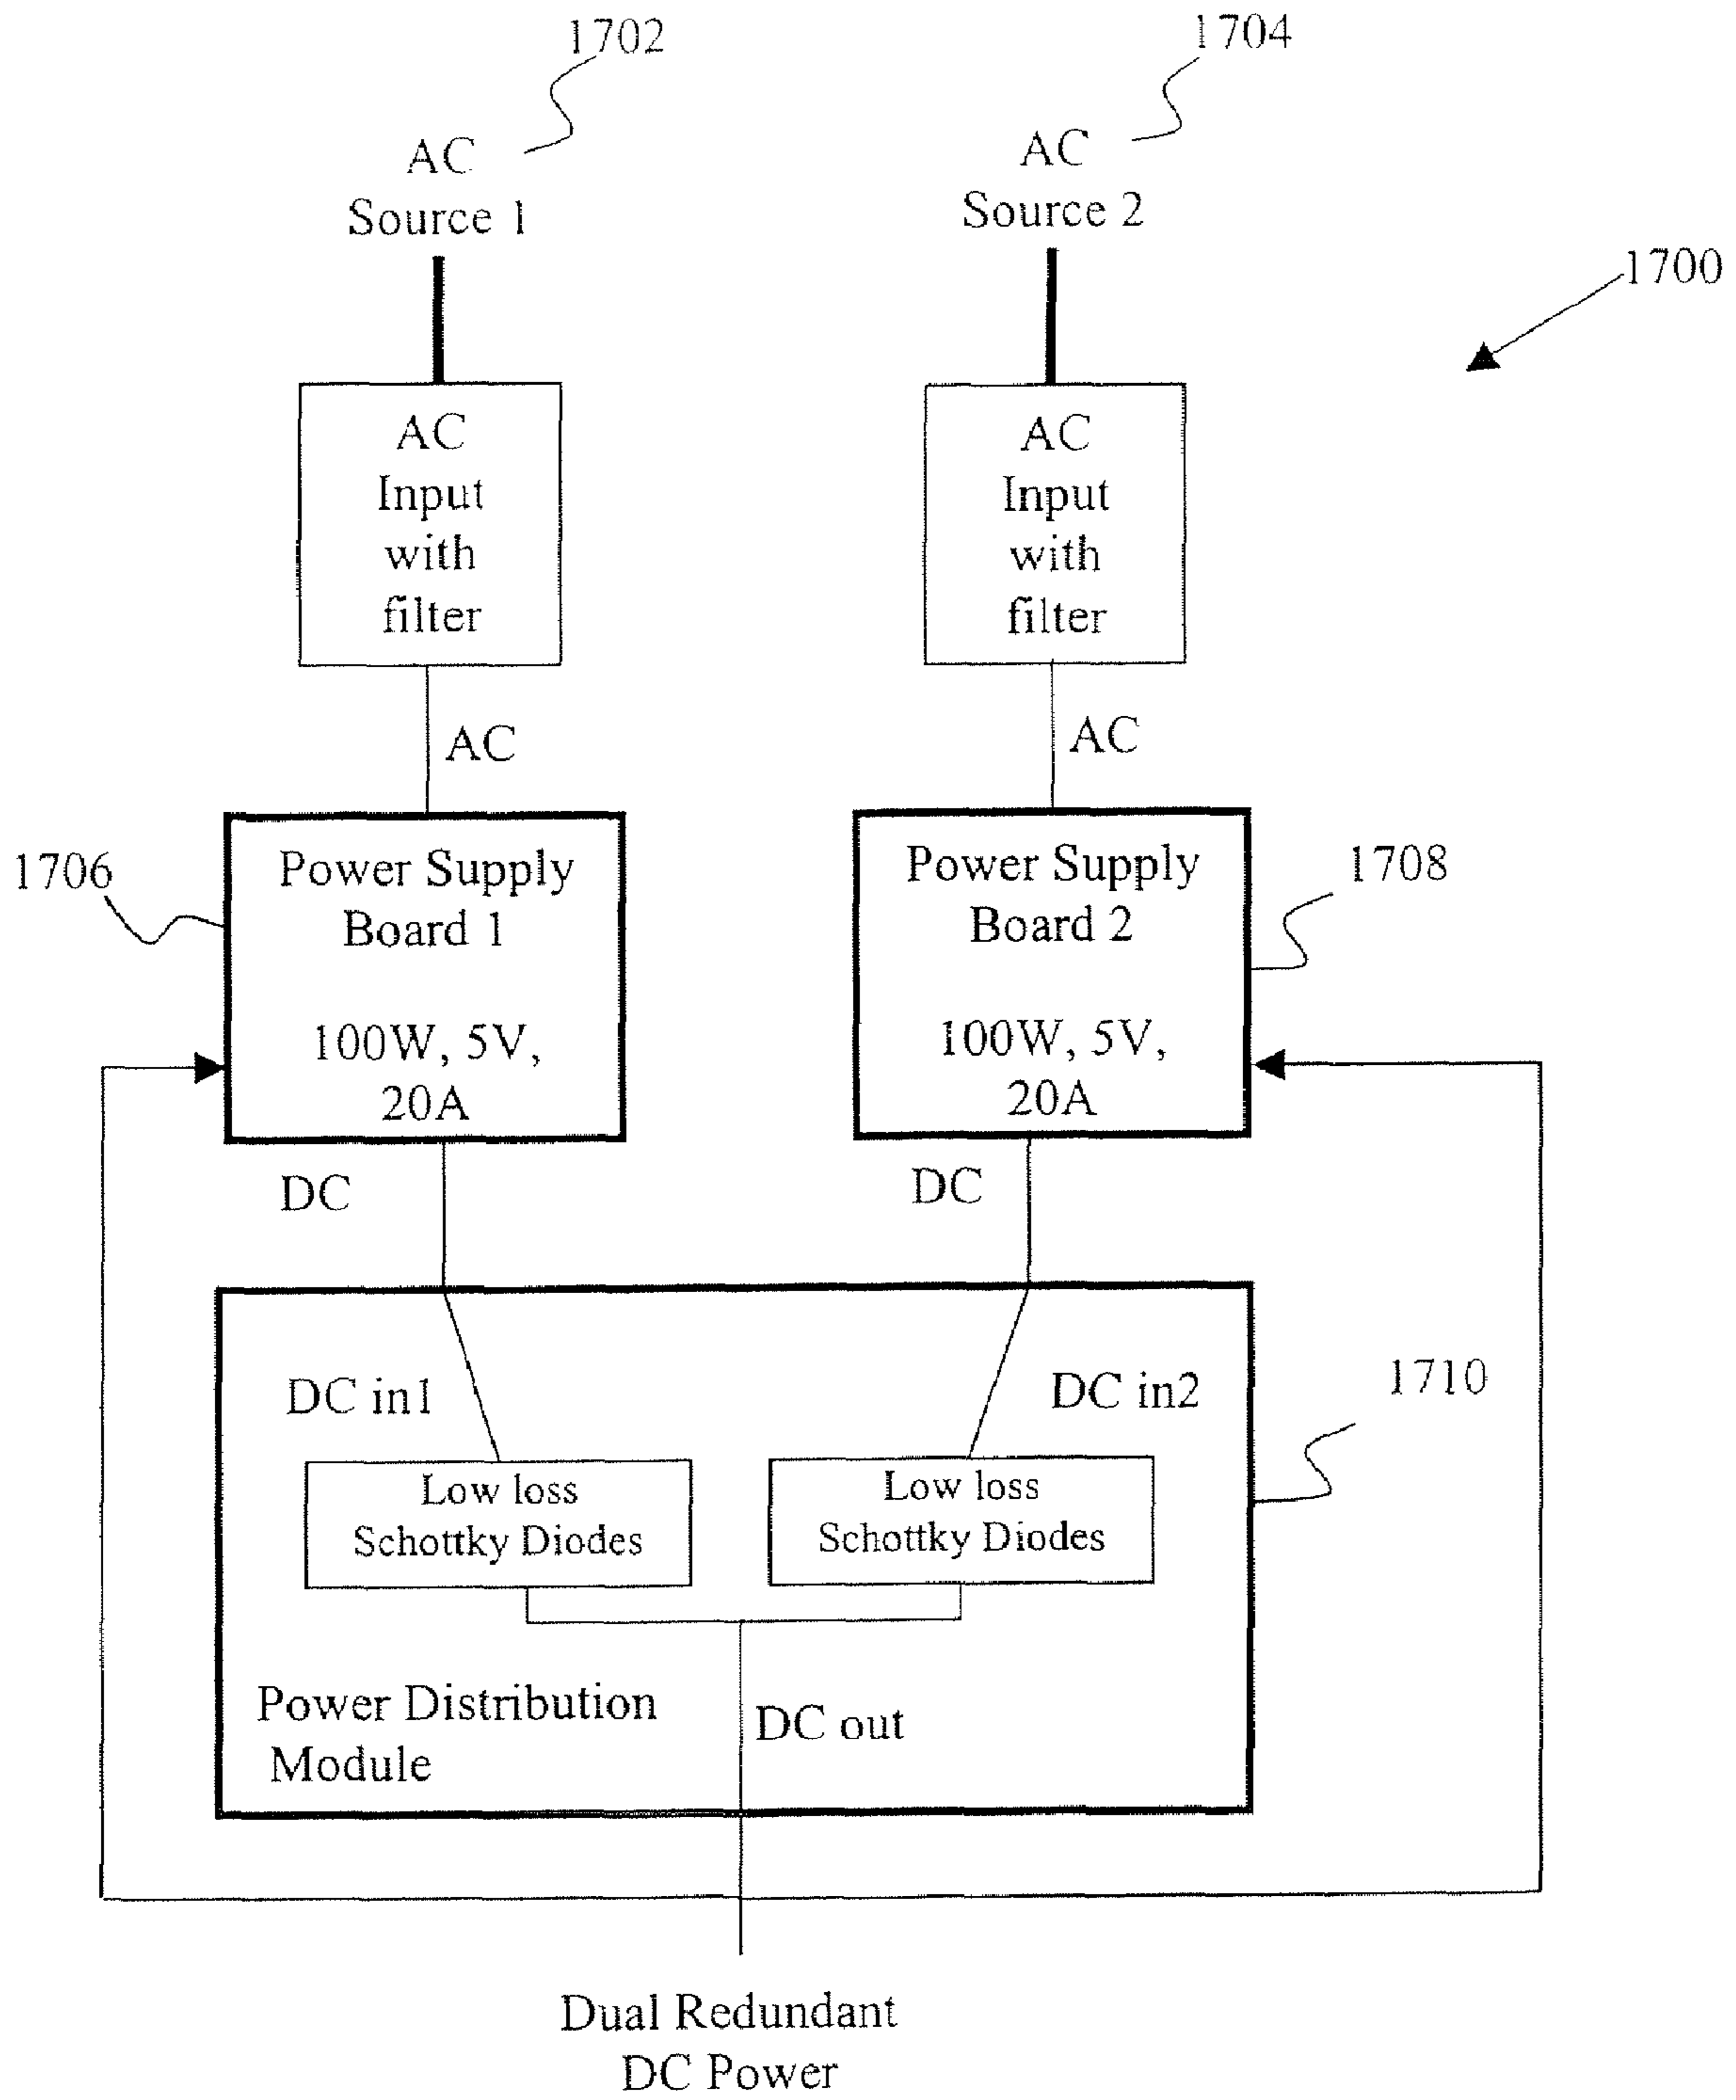 1702
1704
AC
Source 1
AC
Source 2
1700
AC
Input
with
filter
AC
Input
with
filter
AC
AC
1706
Power Supply
Board 1
100W, 5V,
20A
Power Supply
Board 2
100W, 5V,
20A
1708
DC
DC
DC in1
DC in2
1710
Low loss
Schottky Diodes
Low loss
Schottky Diodes
Power Distribution
Module
DC out
Dual Redundant
DC Power